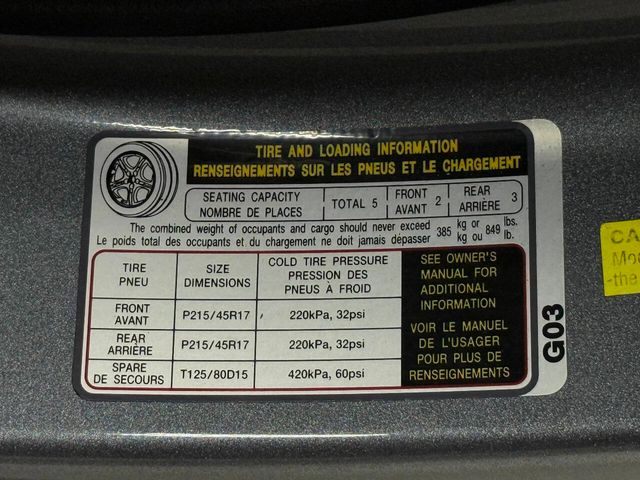 TIRE AND LOADING INFORMATION
RENSEIGNEMENTS SUR LES PNEUS ET LE CHARGEMENT
SEATING CAPACITY
NOMBRE DE PLACES
TOTAL 5
FRONT
AVANT 2
REAR
ARRIÈRE 3
The combined weight of occupants and cargo should never exceed 385 kg or 849 lbs.
Le poids total des occupants et du chargement ne doit jamais dépasser 385 kg ou 849 lb.
TIRE
PNEU
SIZE
DIMENSIONS
COLD TIRE PRESSURE
PRESSION DES
PNEUS À FROID
FRONT
AVANT
P215/45R17
220kPa, 32psi
REAR
ARRIÈRE
P215/45R17
220kPa, 32psi
SPARE
DE SECOURS
T125/80D15
420kPa, 60psi
SEE OWNER'S
MANUAL FOR
ADDITIONAL
INFORMATION
VOIR LE MANUEL
DE L'USAGER
POUR PLUS DE
RENSEIGNEMENTS
G03
-the